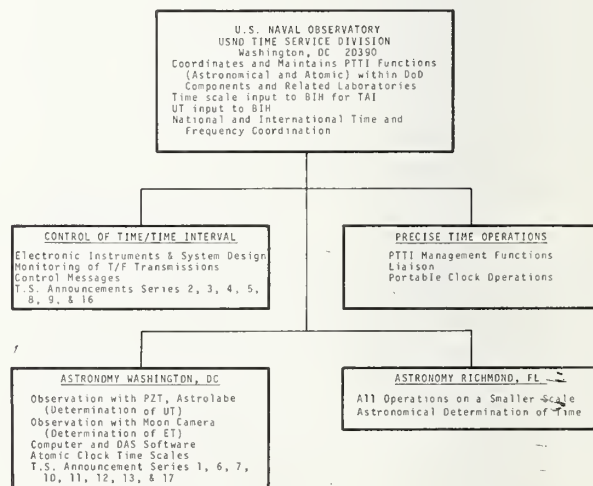 U.S. NAVAL OBSERVATORY
USNO TIME SERVICE DIVISION
Washington, DC 20390
Coordinates and Maintains PTTI Functions
(Astronomical and Atomic) within DoD
Components and Related Laboratories
Time scale input to BIH for TAI
UT input to BIH
National and International Time and
Frequency Coordination
CONTROL OF TIME/TIME INTERVAL
Electronic Instruments & System Design
Monitoring of T/F Transmissions
Control Messages
T.S. Announcements Series 2, 3, 4, 5,
8, 9, & 16
PRECISE TIME OPERATIONS
PTTI Management Functions
Liaison
Portable Clock Operations
ASTRONOMY WASHINGTON, DC
Observation with PZT, Astrolabe
(Determination of UT)
Observation with Moon Camera
(Determination of ET)
Computer and DAS Software
Atomic Clock Time Scales
T.S. Announcement Series 1, 6, 7,
10, 11, 12, 13, & 17
ASTRONOMY RICHMOND, FL
All Operations on a Smaller Scale
Astronomical Determination of Time